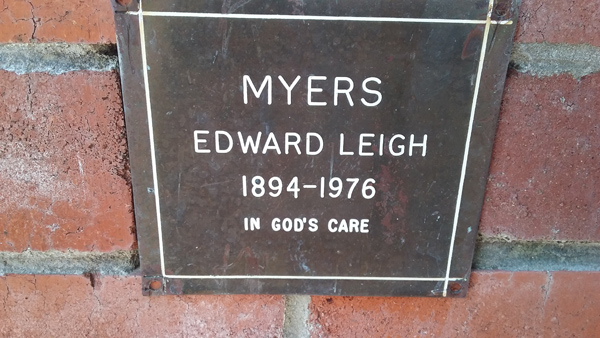 MYERS
EDWARD LEIGH
1894-1976
IN GOD'S CARE